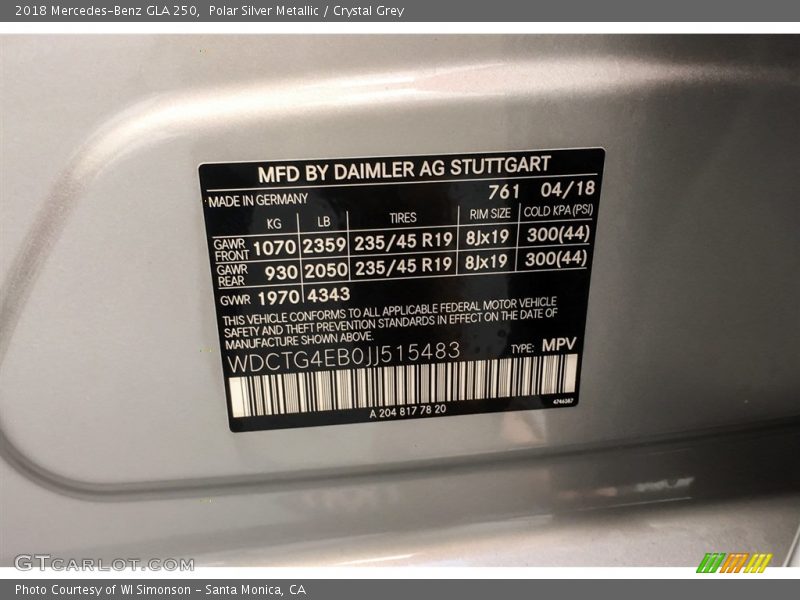 2018 Mercedes-Benz GLA 250,  Polar Silver Metallic / Crystal Grey
MFD BY DAIMLER AG STUTTGART
MADE IN GERMANY 761 04/18
KG LB TIRES RIM SIZE COLD KPA(PSI)
GAWR FRONT 1070 2359 235/45 R19 8Jx19 300(44)
GAWR REAR 930 2050 235/45 R19 8Jx19 300(44)
GVWR 1970 4343
THIS VEHICLE CONFORMS TO ALL APPLICABLE FEDERAL MOTOR VEHICLE
SAFETY AND THEFT PREVENTION STANDARDS IN EFFECT ON THE DATE OF
MANUFACTURE SHOWN ABOVE.
WDCTG4EB0JJ515483 TYPE: MPV
A 204 817 78 20 4746387
GTCARLOT.COM
Photo Courtesy of WI Simonson - Santa Monica, CA